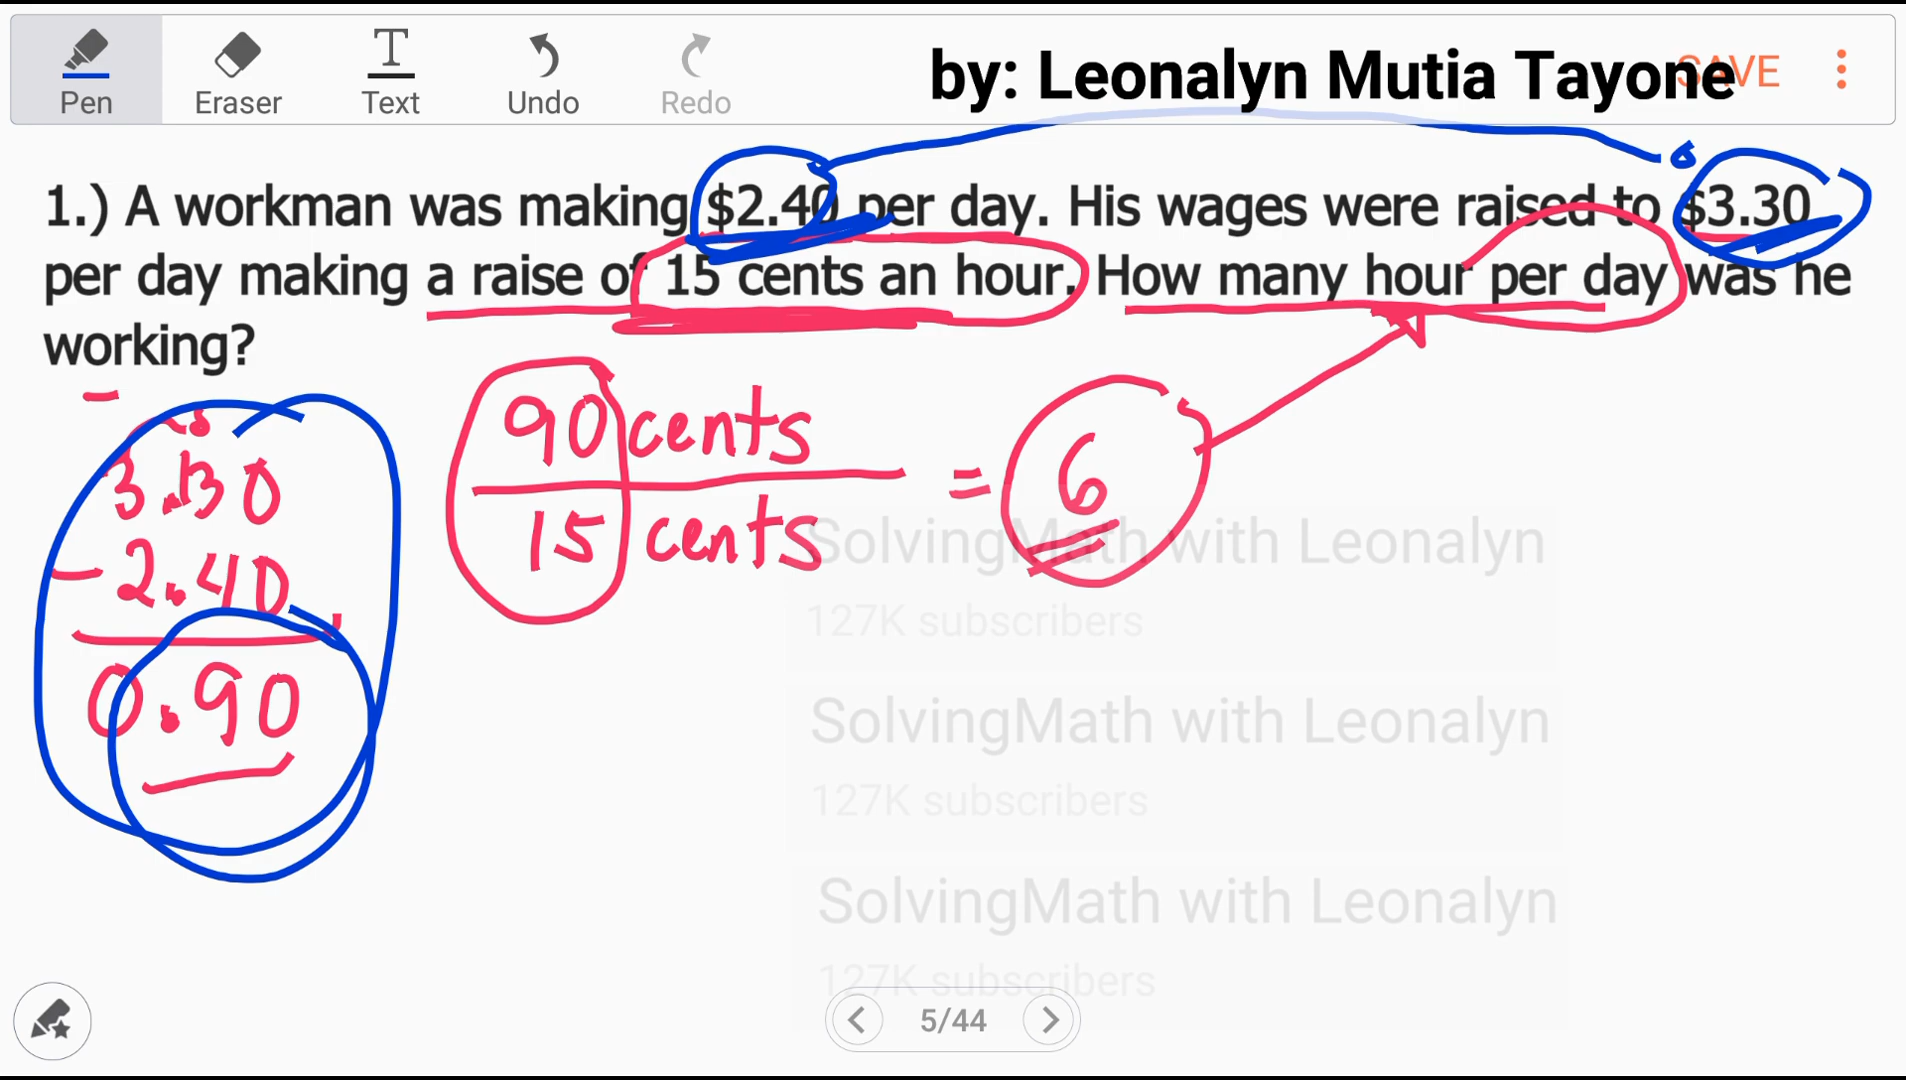 Pen
Eraser
Text
Undo
Redo
by: Leonalyn Mutia Tayone
SAVE
1.) A workman was making $2.40 per day. His wages were raised to $3.30
per day making a raise of 15 cents an hour. How many hour per day was he
working?
3.30
- 2.40
0.90
90 cents
15 cents
= 6
SolvingMath with Leonalyn
127K subscribers
SolvingMath with Leonalyn
127K subscribers
SolvingMath with Leonalyn
127K subscribers
5/44